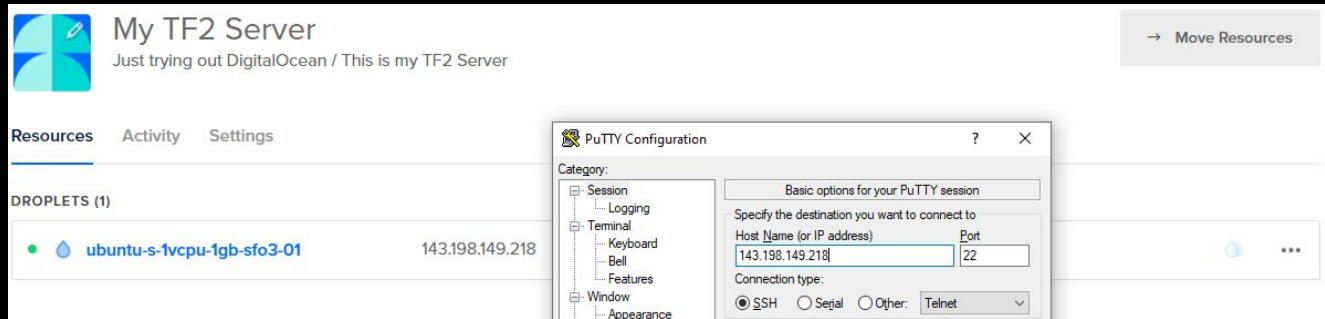 My TF2 Server
Just trying out DigitalOcean / This is my TF2 Server
→ Move Resources
Resources Activity Settings
DROPLETS (1)
ubuntu-s-1vcpu-1gb-sfo3-01 143.198.149.218
PuTTY Configuration ? X
Category:
Session
Logging
Terminal
Keyboard
Bell
Features
Window
Appearance
Basic options for your PuTTY session
Specify the destination you want to connect to
Host Name (or IP address) Port
143.198.149.218 22
Connection type:
SSH Serial Other: Telnet